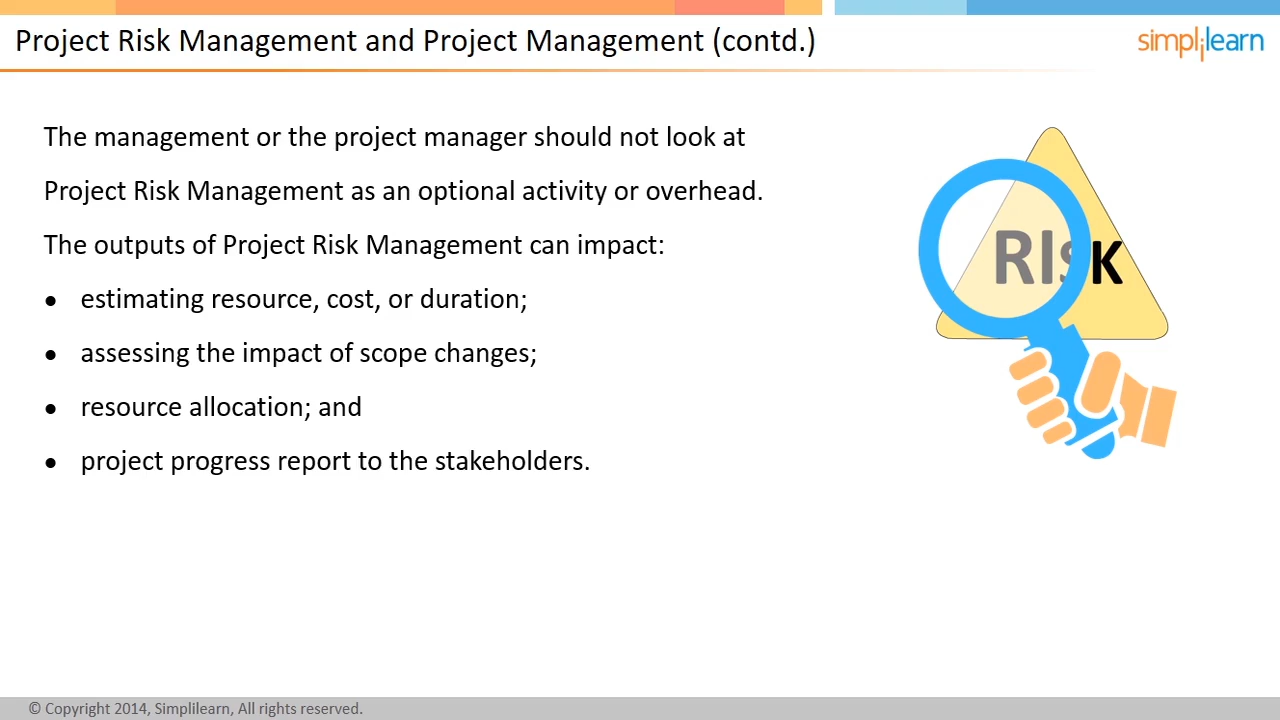 Project Risk Management and Project Management (contd.)
simplilearn
The management or the project manager should not look at
Project Risk Management as an optional activity or overhead.
The outputs of Project Risk Management can impact:
● estimating resource, cost, or duration;
● assessing the impact of scope changes;
● resource allocation; and
● project progress report to the stakeholders.
RISK
© Copyright 2014, Simplilearn, All rights reserved.